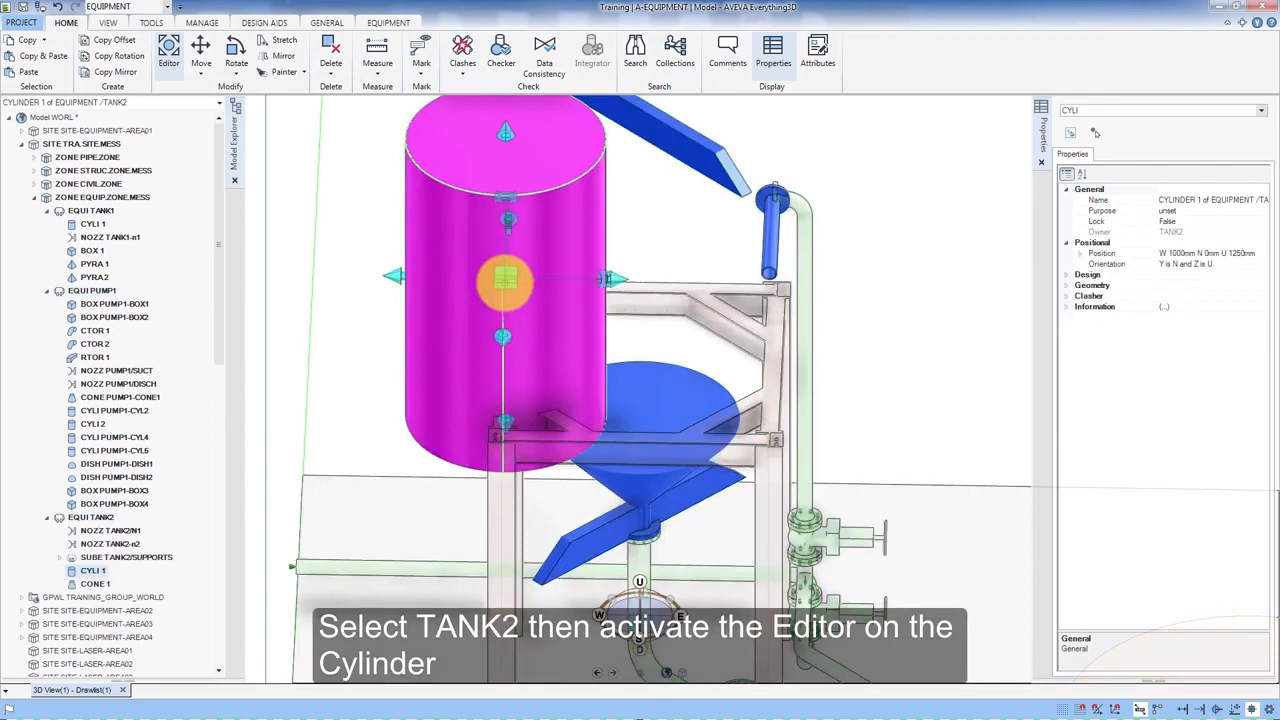 EQUIPMENT
Training | A-EQUIPMENT | Model - AVEVA Everything3D
PROJECT HOME VIEW TOOLS MANAGE DESIGN AIDS GENERAL EQUIPMENT
Copy
Copy & Paste
Paste
Selection
Copy Offset
Copy Rotation
Copy Mirror
Create
Editor
Move
Rotate
Stretch
Mirror
Painter
Modify
Delete
Delete
Measure
Measure
Mark
Mark
Clashes
Checker
Data
Consistency
Integrator
Check
Search
Collections
Search
Comments
Properties
Attributes
Display
CYLINDER 1 of EQUIPMENT /TANK2
Model WORL *
SITE SITE-EQUIPMENT-AREA01
SITE TRA.SITE.MESS
ZONE PIPE.ZONE
ZONE STRUC.ZONE.MESS
ZONE CIVIL.ZONE
ZONE EQUIP.ZONE.MESS
EQUI TANK1
CYLI 1
NOZZ TANK1-n1
BOX 1
PYRA 1
PYRA 2
EQUI PUMP1
BOX PUMP1-BOX1
BOX PUMP1-BOX2
CTOR 1
CTOR 2
RTOR 1
NOZZ PUMP1/SUCT
NOZZ PUMP1/DISCH
CONE PUMP1-CONE1
CYLI PUMP1-CYL2
CYLI 2
CYLI PUMP1-CYL4
CYLI PUMP1-CYL5
DISH PUMP1-DISH1
DISH PUMP1-DISH2
BOX PUMP1-BOX3
BOX PUMP1-BOX4
EQUI TANK2
NOZZ TANK2/N1
NOZZ TANK2-n2
SUBE TANK2/SUPPORTS
CYLI 1
CONE 1
GPWL TRAINING_GROUP_WORLD
SITE SITE-EQUIPMENT-AREA02
SITE SITE-EQUIPMENT-AREA03
SITE SITE-EQUIPMENT-AREA04
SITE SITE-LASER-AREA01
SITE SITE-LASER-AREA02
Model Explorer
U
W
E
D
Select TANK2 then activate the Editor on the
Cylinder
Properties
CYLI
Properties
General
Name CYLINDER 1 of EQUIPMENT /TA
Purpose unset
Lock False
Owner TANK2
Positional
Position W 1000mm N 0mm U 1250mm
Orientation Y is N and Z is U
Design
Geometry
Clasher
Information (...)
General
General
3D View(1) - Drawlist(1)